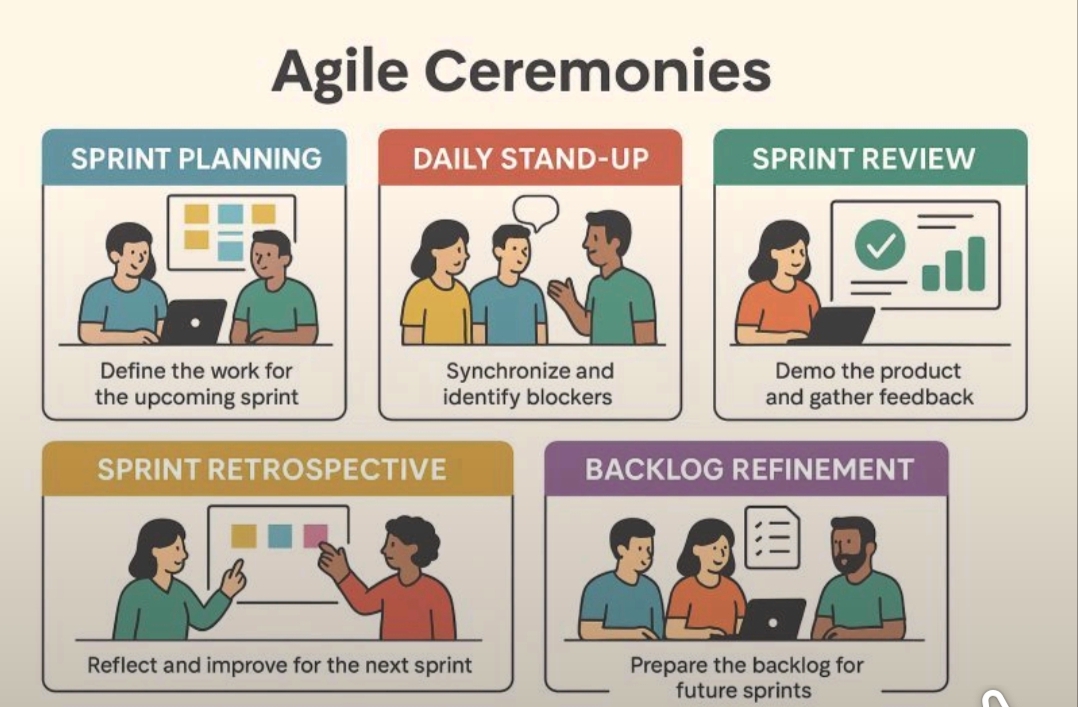 Agile Ceremonies
SPRINT PLANNING
Define the work for
the upcoming sprint
DAILY STAND-UP
Synchronize and
identify blockers
SPRINT REVIEW
Demo the product
and gather feedback
SPRINT RETROSPECTIVE
Reflect and improve for the next sprint
BACKLOG REFINEMENT
Prepare the backlog for
future sprints